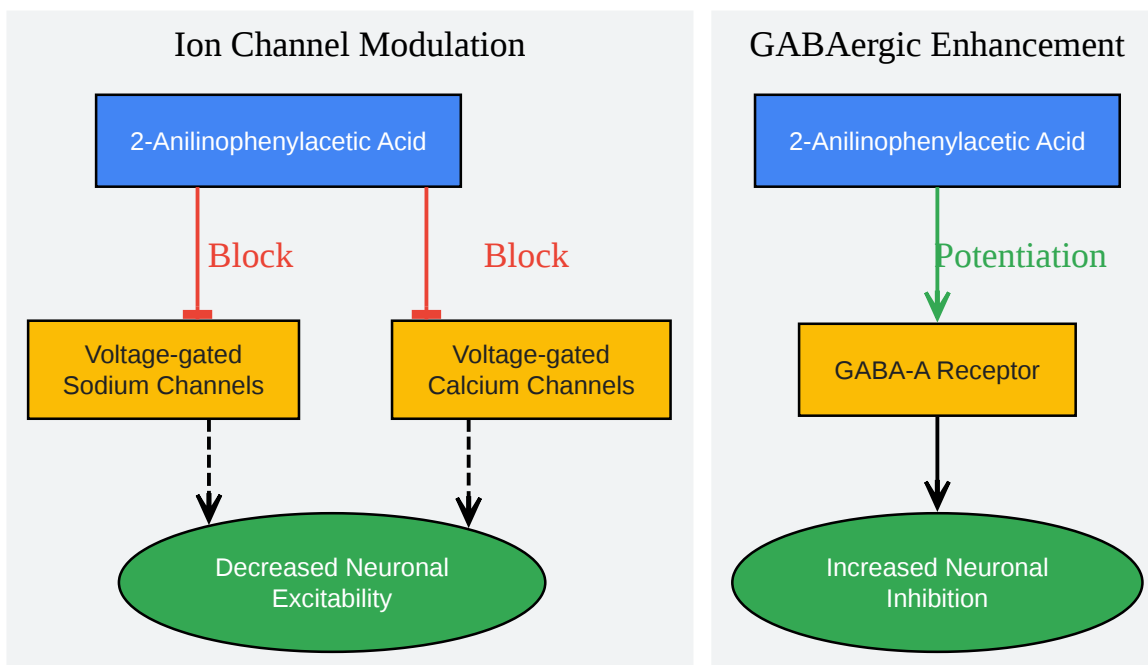 Ion Channel Modulation
2-Anilinophenylacetic Acid
Block
Block
Voltage-gated
Sodium Channels
Voltage-gated
Calcium Channels
Decreased Neuronal
Excitability
GABAergic Enhancement
2-Anilinophenylacetic Acid
Potentiation
GABA-A Receptor
Increased Neuronal
Inhibition